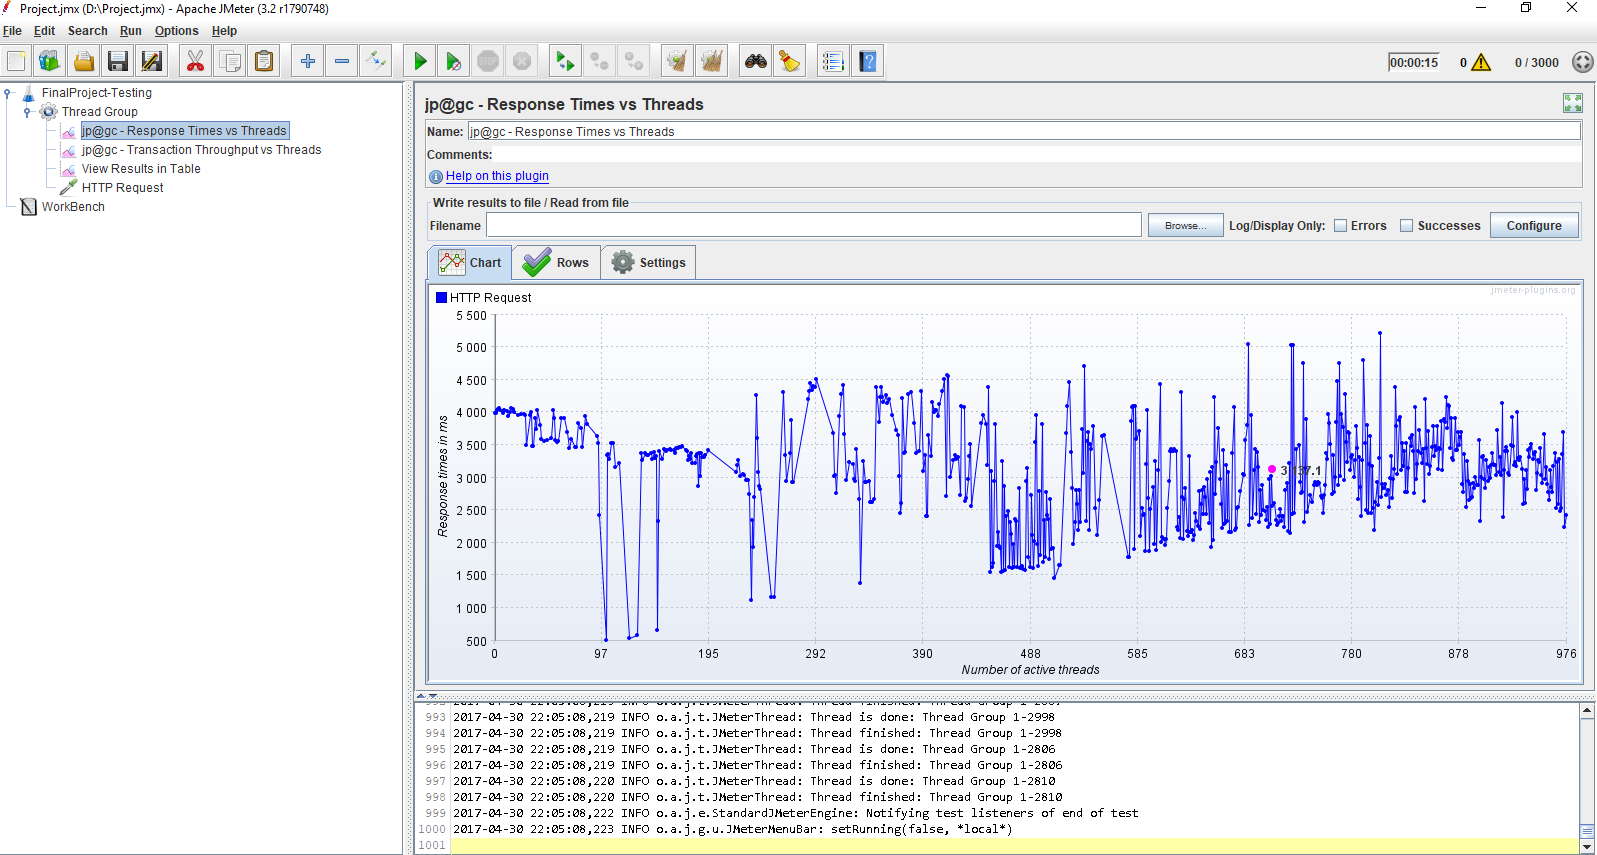 Project.jmx (D:\Project.jmx) - Apache JMeter (3.2 r1790748)
File Edit Search Run Options Help
00:00:15 0 0 / 3000
FinalProject-Testing
Thread Group
jp@gc - Response Times vs Threads
jp@gc - Transaction Throughput vs Threads
View Results in Table
HTTP Request
WorkBench
jp@gc - Response Times vs Threads
Name: jp@gc - Response Times vs Threads
Comments:
Help on this plugin
Write results to file / Read from file
Filename Browse... Log/Display Only: Errors Successes Configure
Chart Rows Settings
HTTP Request
jmeter-plugins.org
5 500
5 000
4 500
4 000
3 500
3 000
2 500
2 000
1 500
1 000
500
Response times in ms
3 137.1
0 97 195 292 390 488 585 683 780 878 976
Number of active threads
993 2017-04-30 22:05:08,219 INFO o.a.j.t.JMeterThread: Thread is done: Thread Group 1-2998
994 2017-04-30 22:05:08,219 INFO o.a.j.t.JMeterThread: Thread finished: Thread Group 1-2998
995 2017-04-30 22:05:08,219 INFO o.a.j.t.JMeterThread: Thread is done: Thread Group 1-2806
996 2017-04-30 22:05:08,219 INFO o.a.j.t.JMeterThread: Thread finished: Thread Group 1-2806
997 2017-04-30 22:05:08,220 INFO o.a.j.t.JMeterThread: Thread is done: Thread Group 1-2810
998 2017-04-30 22:05:08,220 INFO o.a.j.t.JMeterThread: Thread finished: Thread Group 1-2810
999 2017-04-30 22:05:08,222 INFO o.a.j.e.StandardJMeterEngine: Notifying test listeners of end of test
1000 2017-04-30 22:05:08,223 INFO o.a.j.g.u.JMeterMenuBar: setRunning(false, *local*)
1001